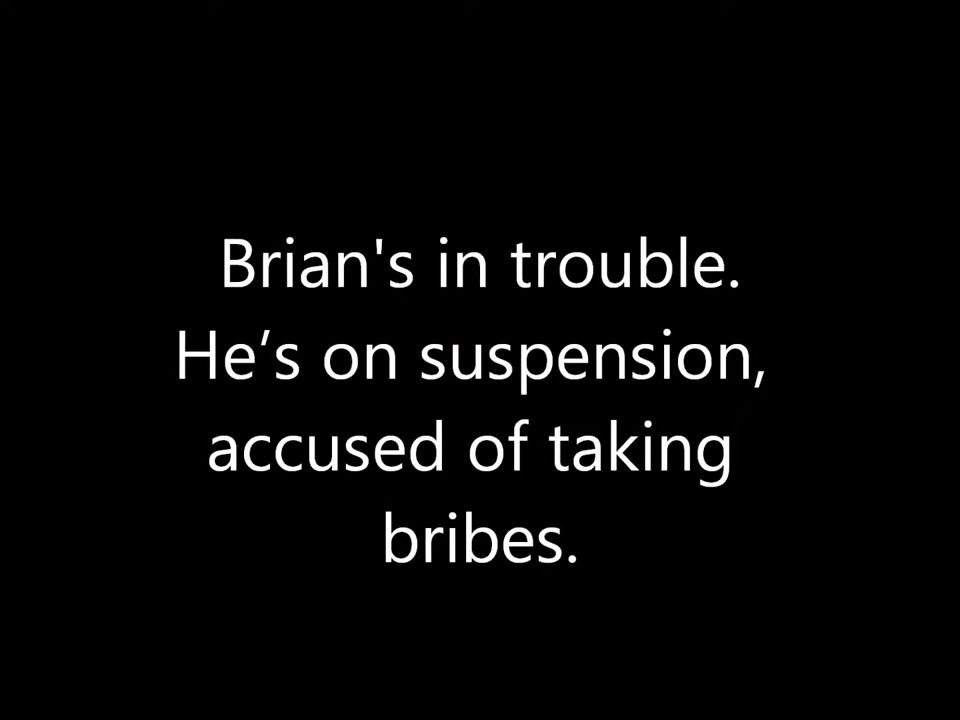 Brian's in trouble.
He’s on suspension,
accused of taking
bribes.